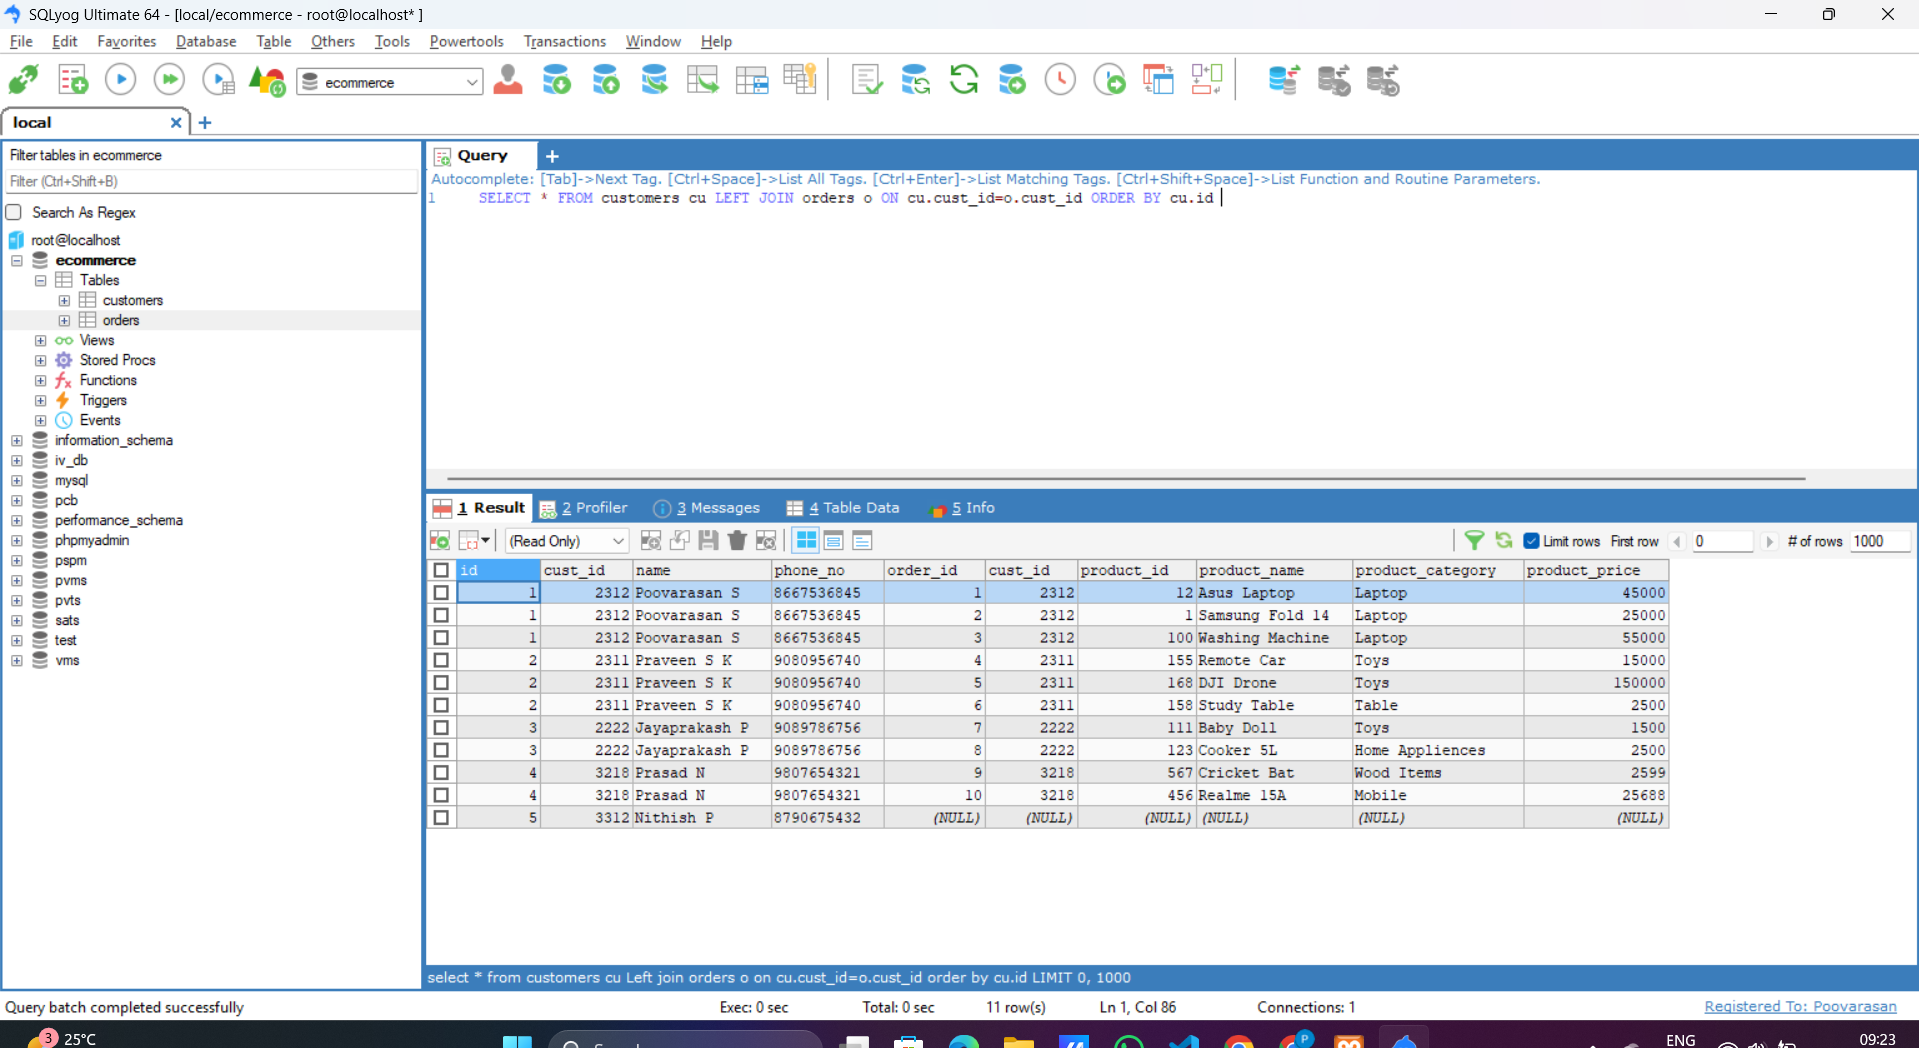 SQLyog Ultimate 64 - [local/ecommerce - root@localhost* ]
File Edit Favorites Database Table Others Tools Powertools Transactions Window Help
ecommerce
local
Filter tables in ecommerce
Filter (Ctrl+Shift+B)
Search As Regex
root@localhost
ecommerce
Tables
customers
orders
Views
Stored Procs
Functions
Triggers
Events
information_schema
iv_db
mysql
pcb
performance_schema
phpmyadmin
pspm
pvms
pvts
sats
test
vms
Query
Autocomplete: [Tab]->Next Tag. [Ctrl+Space]->List All Tags. [Ctrl+Enter]->List Matching Tags. [Ctrl+Shift+Space]->List Function and Routine Parameters.
1 SELECT * FROM customers cu LEFT JOIN orders o ON cu.cust_id=o.cust_id ORDER BY cu.id
1 Result 2 Profiler 3 Messages 4 Table Data 5 Info
(Read Only) Limit rows First row 0 # of rows 1000
id cust_id name phone_no order_id cust_id product_id product_name product_category product_price
1 2312 Poovarasan S 8667536845 1 2312 12 Asus Laptop Laptop 45000
1 2312 Poovarasan S 8667536845 2 2312 1 Samsung Fold 14 Laptop 25000
1 2312 Poovarasan S 8667536845 3 2312 100 Washing Machine Laptop 55000
2 2311 Praveen S K 9080956740 4 2311 155 Remote Car Toys 15000
2 2311 Praveen S K 9080956740 5 2311 168 DJI Drone Toys 150000
2 2311 Praveen S K 9080956740 6 2311 158 Study Table Table 2500
3 2222 Jayaprakash P 9089786756 7 2222 111 Baby Doll Toys 1500
3 2222 Jayaprakash P 9089786756 8 2222 123 Cooker 5L Home Appliences 2500
4 3218 Prasad N 9807654321 9 3218 567 Cricket Bat Wood Items 2599
4 3218 Prasad N 9807654321 10 3218 456 Realme 15A Mobile 25688
5 3312 Nithish P 8790675432 (NULL) (NULL) (NULL) (NULL) (NULL) (NULL)
select * from customers cu Left join orders o on cu.cust_id=o.cust_id order by cu.id LIMIT 0, 1000
Query batch completed successfully Exec: 0 sec Total: 0 sec 11 row(s) Ln 1, Col 86 Connections: 1 Registered To: Poovarasan
3 25°C P ENG 09:23